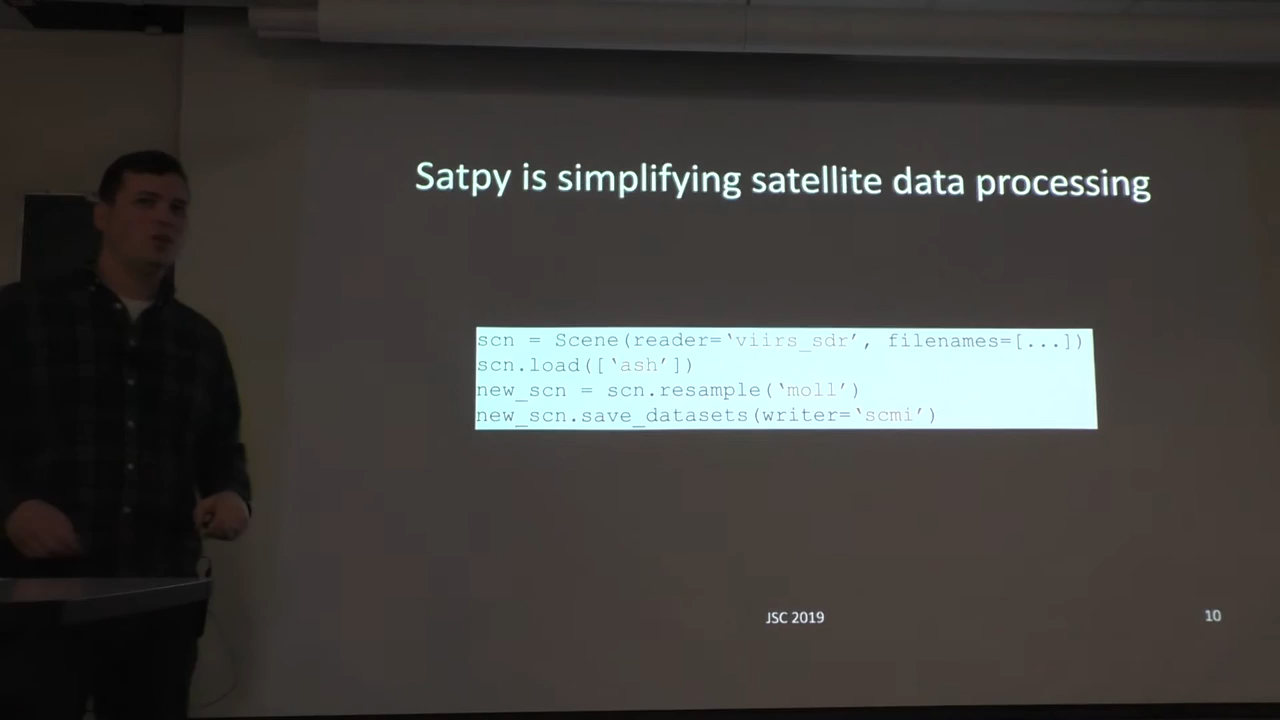 Satpy is simplifying satellite data processing
scn = Scene(reader=‘viirs_sdr’, filenames=[...])
scn.load([‘ash’])
new_scn = scn.resample(‘moll’)
new_scn.save_datasets(writer=‘scmi’)
JSC 2019
10